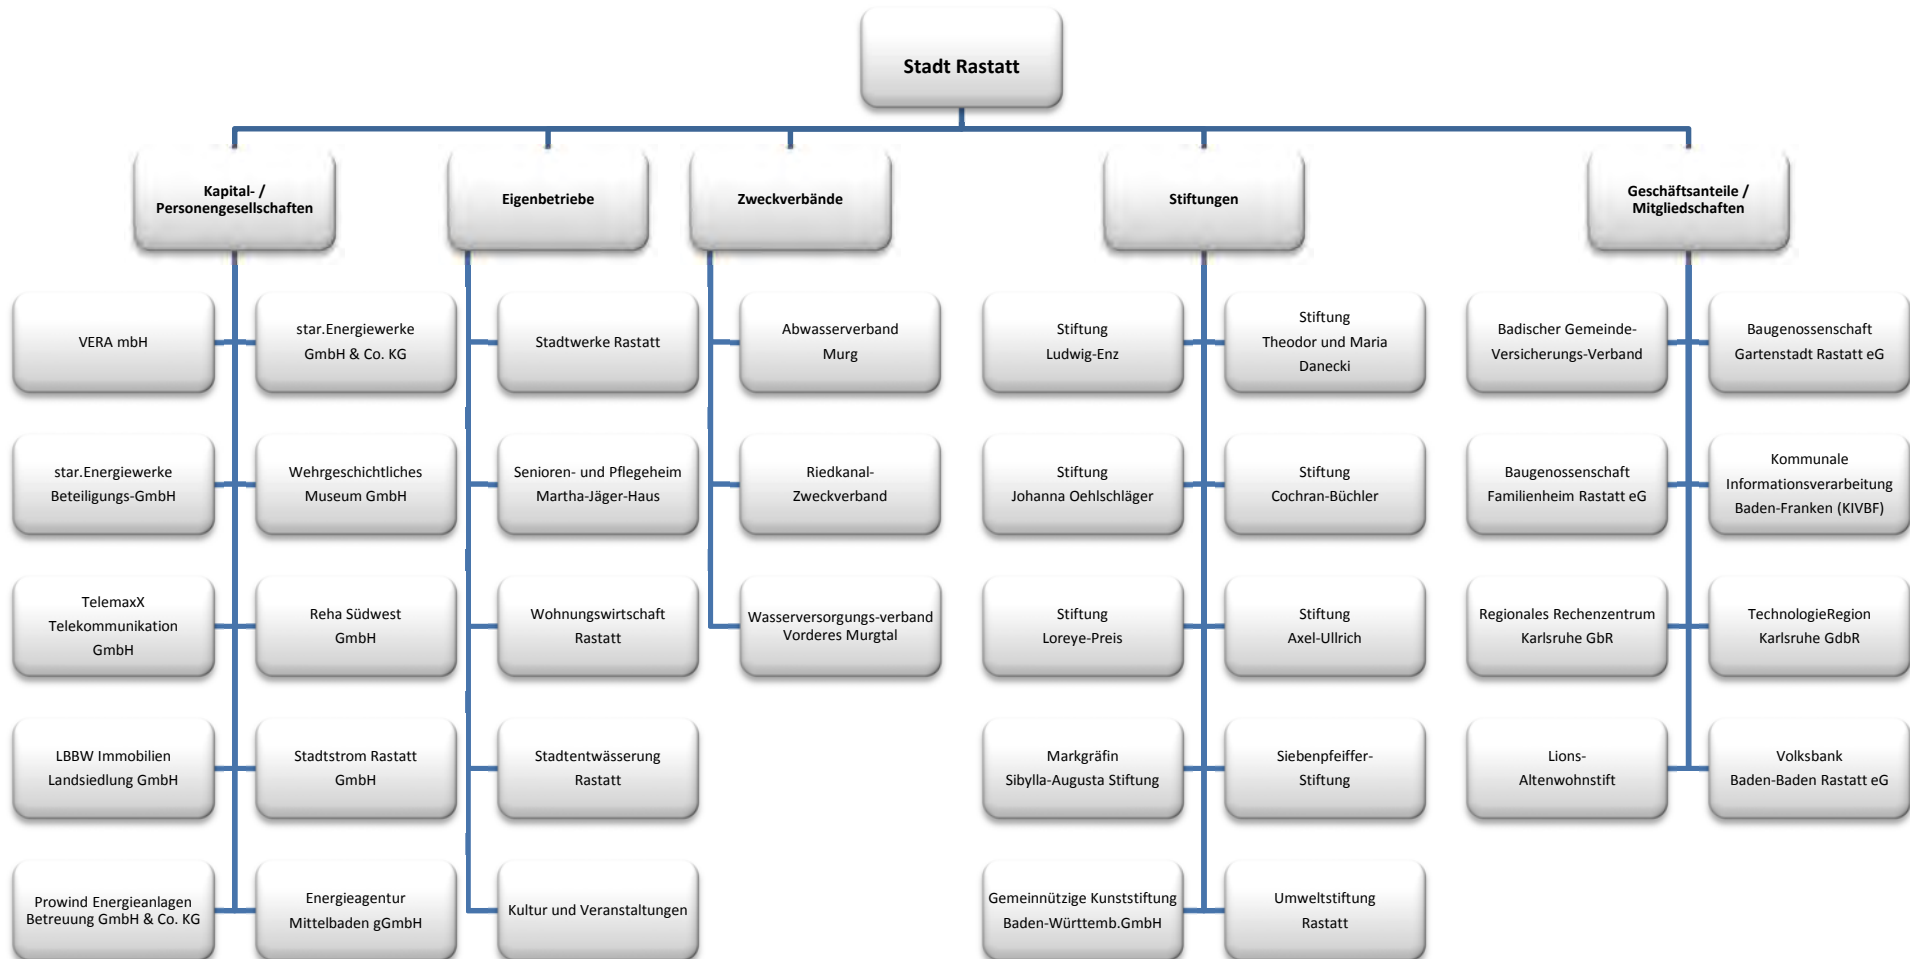 Stadt Rastatt
Kapital- /
Personengesellschaften
Eigenbetriebe
Zweckverbände
Stiftungen
Geschäftsanteile /
Mitgliedschaften
VERA mbH
star.Energiewerke
GmbH & Co. KG
star.Energiewerke
Beteiligungs-GmbH
Wehrgeschichtliches
Museum GmbH
TelemaxX
Telekommunikation
GmbH
Reha Südwest
GmbH
LBBW Immobilien
Landsiedlung GmbH
Stadtstrom Rastatt
GmbH
Prowind Energieanlagen
Betreuung GmbH & Co. KG
Energieagentur
Mittelbaden gGmbH
Stadtwerke Rastatt
Senioren- und Pflegeheim
Martha-Jäger-Haus
Wohnungswirtschaft
Rastatt
Stadtentwässerung
Rastatt
Kultur und Veranstaltungen
Abwasserverband
Murg
Riedkanal-
Zweckverband
Wasserversorgungs-verband
Vorderes Murgtal
Stiftung
Ludwig-Enz
Stiftung
Theodor und Maria
Danecki
Stiftung
Johanna Oehlschläger
Stiftung
Cochran-Büchler
Stiftung
Loreye-Preis
Stiftung
Axel-Ullrich
Markgräfin
Sibylla-Augusta Stiftung
Siebenpfeiffer-
Stiftung
Gemeinnützige Kunststiftung
Baden-Württemb.GmbH
Umweltstiftung
Rastatt
Badischer Gemeinde-
Versicherungs-Verband
Baugenossenschaft
Gartenstadt Rastatt eG
Baugenossenschaft
Familienheim Rastatt eG
Kommunale
Informationsverarbeitung
Baden-Franken (KIVBF)
Regionales Rechenzentrum
Karlsruhe GbR
TechnologieRegion
Karlsruhe GdbR
Lions-
Altenwohnstift
Volksbank
Baden-Baden Rastatt eG